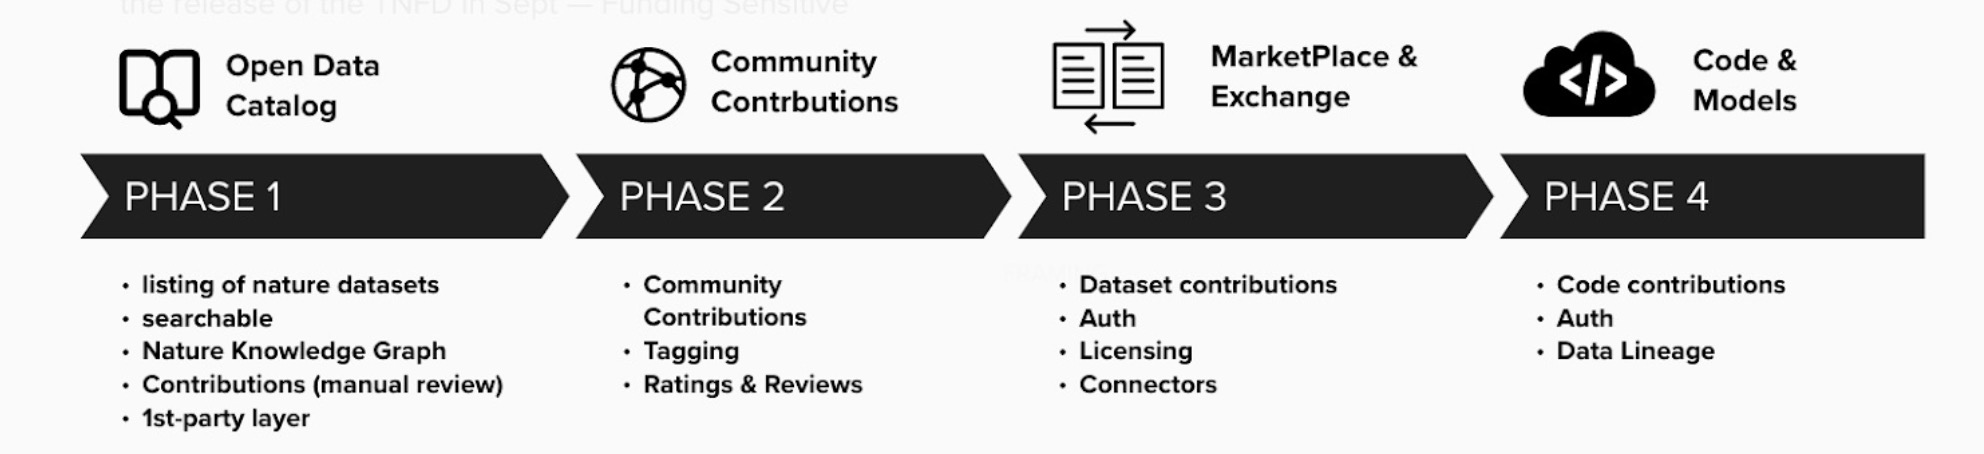 the release of the TNFD in Sept — Funding Sensitive
Open Data
Catalog
Community
Contrbutions
MarketPlace &
Exchange
Code &
Models
PHASE 1
PHASE 2
PHASE 3
PHASE 4
• listing of nature datasets
• searchable
• Nature Knowledge Graph
• Contributions (manual review)
• 1st-party layer
• Community
Contributions
• Tagging
• Ratings & Reviews
• Dataset contributions
• Auth
• Licensing
• Connectors
• Code contributions
• Auth
• Data Lineage